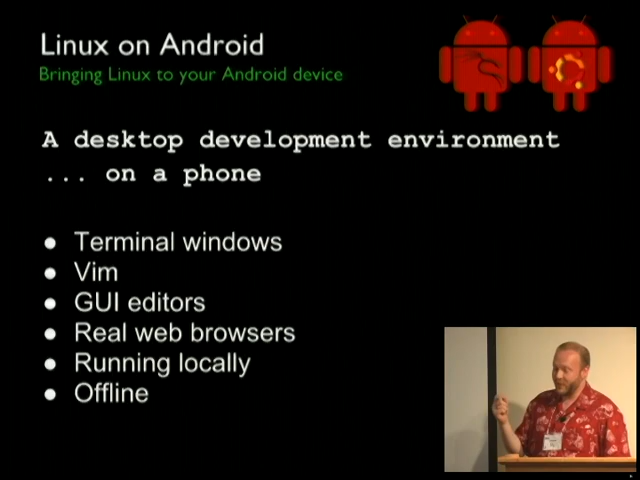 Linux on Android
Bringing Linux to your Android device
A desktop development environment
... on a phone
● Terminal windows
● Vim
● GUI editors
● Real web browsers
● Running locally
● Offline